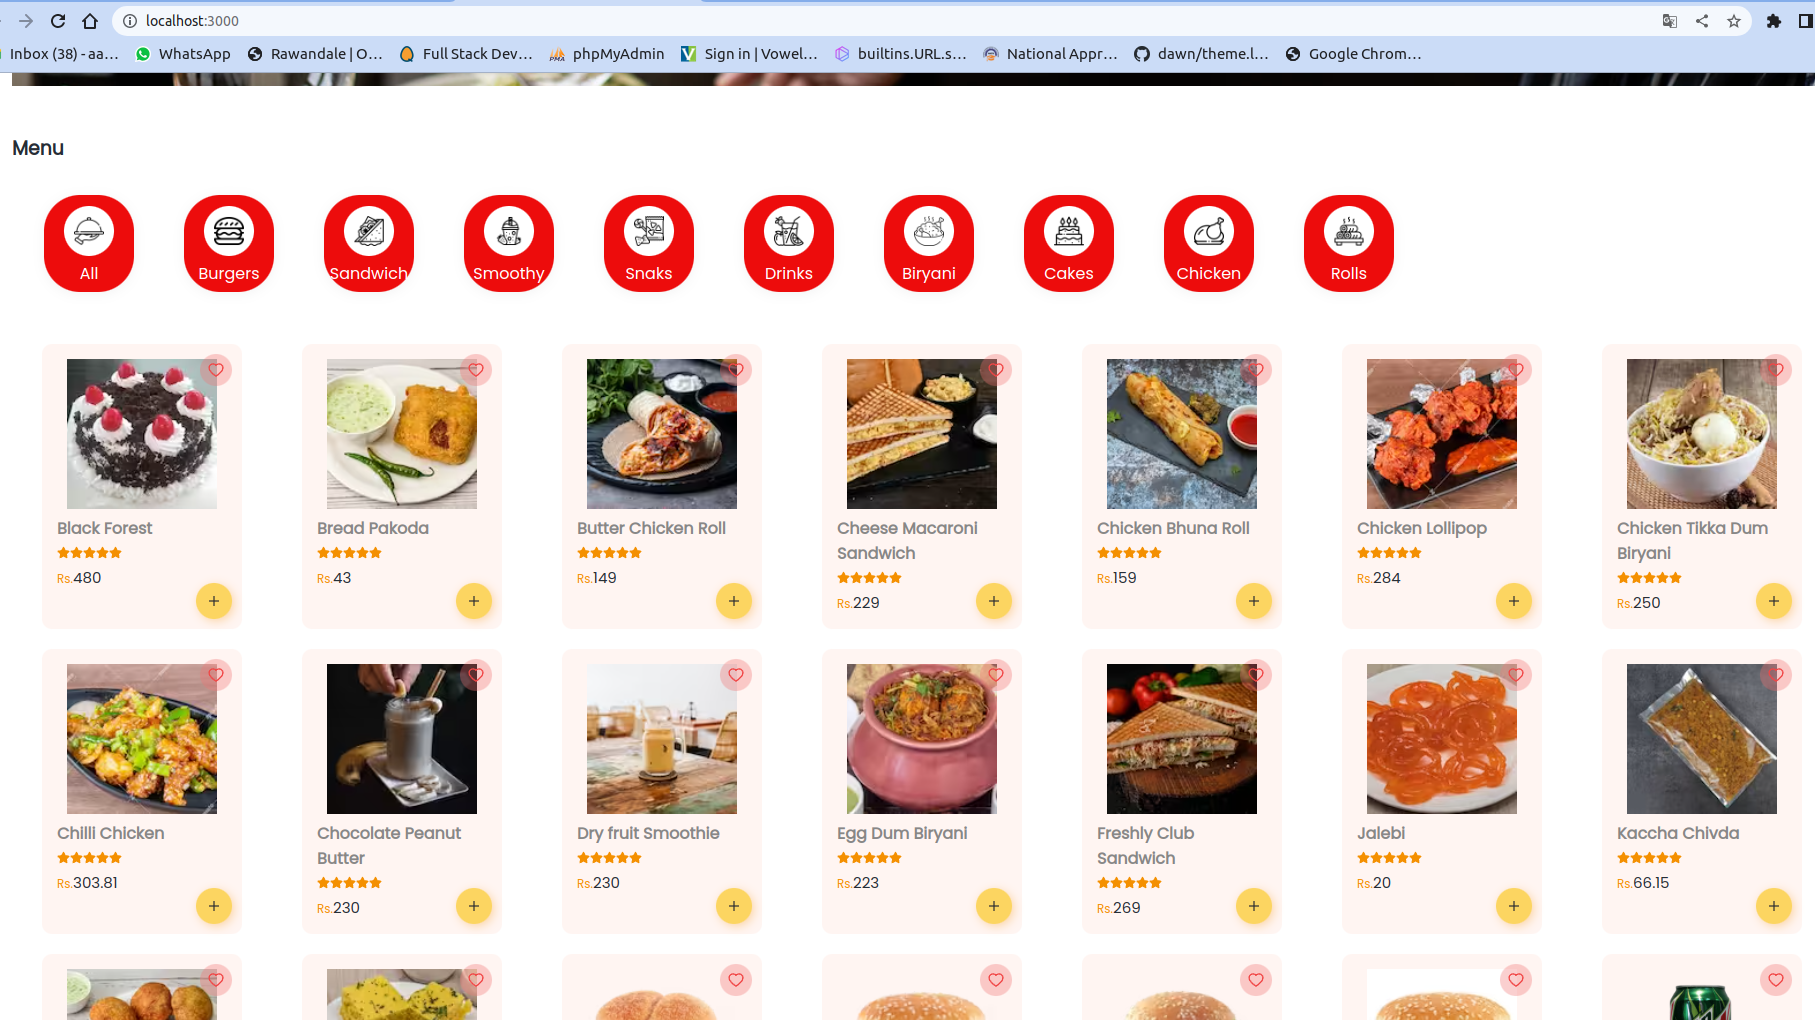 localhost:3000
Inbox (38) - aa… WhatsApp Rawandale | O… Full Stack Dev… phpMyAdmin Sign in | Vowel… builtins.URL.s… National Appr… dawn/theme.l… Google Chrom…
Menu
All Burgers Sandwich Smoothy Snaks Drinks Biryani Cakes Chicken Rolls
Black Forest
Rs.480
+
Bread Pakoda
Rs.43
+
Butter Chicken Roll
Rs.149
+
Cheese Macaroni
Sandwich
Rs.229
+
Chicken Bhuna Roll
Rs.159
+
Chicken Lollipop
Rs.284
+
Chicken Tikka Dum
Biryani
Rs.250
+
Chilli Chicken
Rs.303.81
+
Chocolate Peanut
Butter
Rs.230
+
Dry fruit Smoothie
Rs.230
+
Egg Dum Biryani
Rs.223
+
Freshly Club
Sandwich
Rs.269
+
Jalebi
Rs.20
+
Kaccha Chivda
Rs.66.15
+